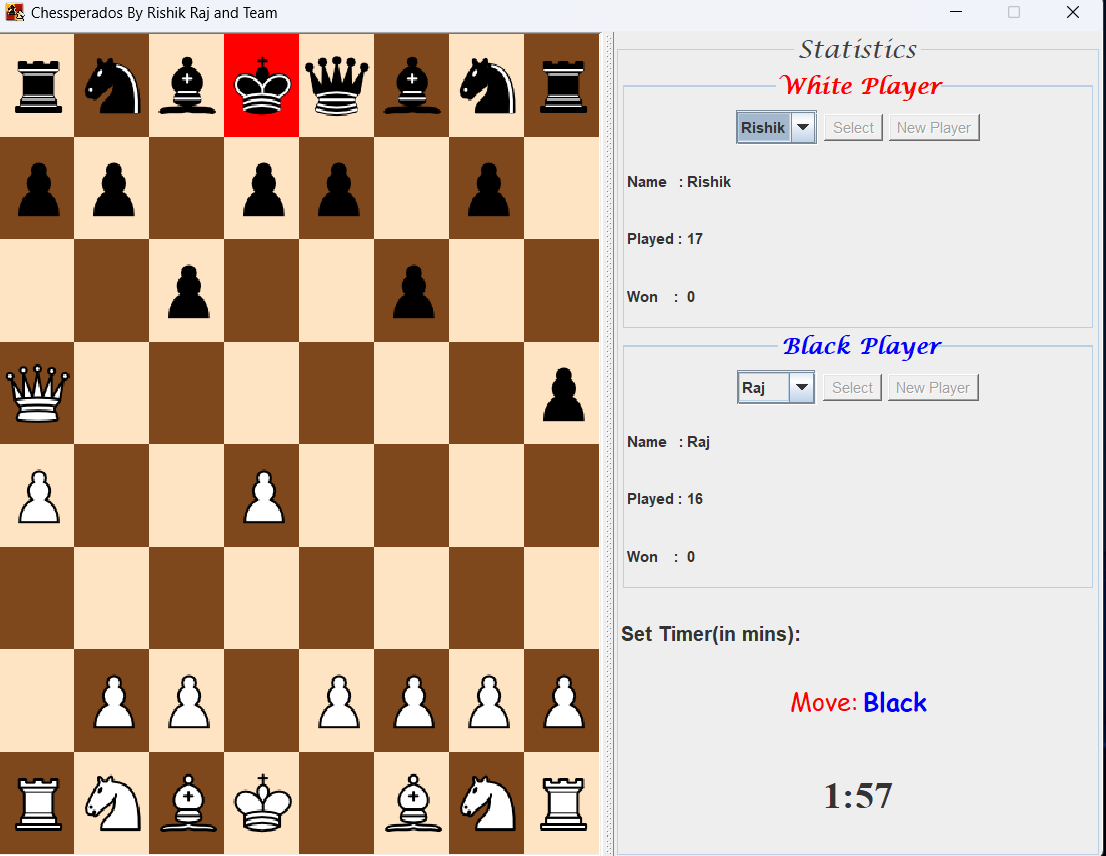 Chessperados By Rishik Raj and Team
Statistics
White Player
Rishik Select New Player
Name : Rishik
Played : 17
Won : 0
Black Player
Raj Select New Player
Name : Raj
Played : 16
Won : 0
Set Timer(in mins):
Move: Black
1:57